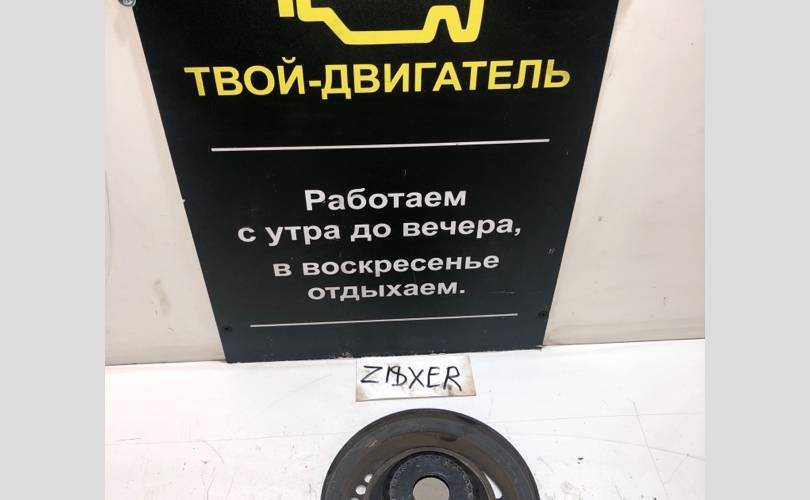 ТВОЙ-ДВИГАТЕЛЬ
Работаем
с утра до вечера,
в воскресенье
отдыхаем.
Z18XER